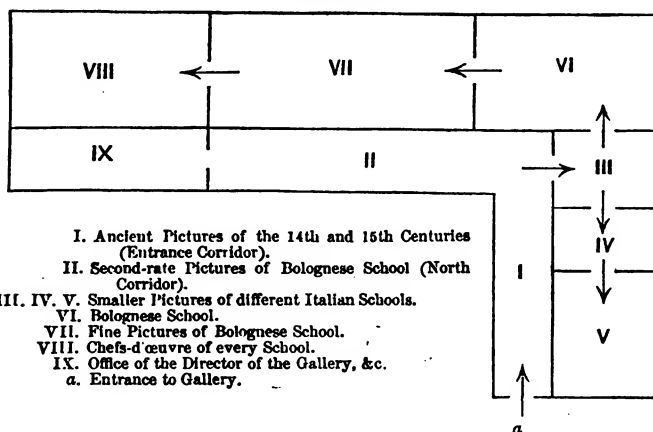 VIII
VII
VI
IX
II
III
IV
I
V
I. Ancient Pictures of the 14th and 15th Centuries
(Entrance Corridor).
II. Second-rate Pictures of Bolognese School (North
Corridor).
III. IV. V. Smaller Pictures of different Italian Schools.
VI. Bolognese School.
VII. Fine Pictures of Bolognese School.
VIII. Chefs-d'œuvre of every School.
IX. Office of the Director of the Gallery, &c.
a. Entrance to Gallery.
a